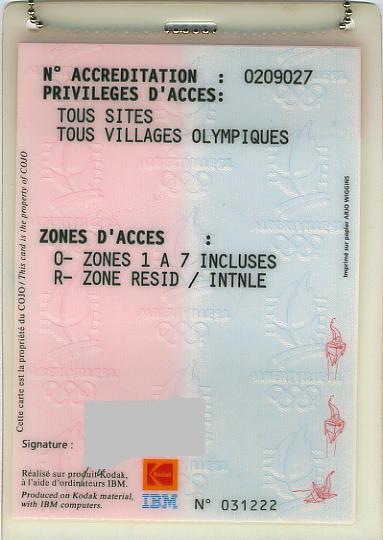 N° ACCREDITATION : 0209027
PRIVILEGES D'ACCES:
TOUS SITES
TOUS VILLAGES OLYMPIQUES
ZONES D'ACCES :
O- ZONES 1 A 7 INCLUSES
R- ZONE RESID / INTNLE
Cette carte est la propriété du COJO / This card is the property of COJO
Imprimé sur papier ARJO WIGGINS
ALBERTVILLE 92
Signature :
Réalisé sur produit Kodak,
à l'aide d'ordinateurs IBM.
Produced on Kodak material,
with IBM computers.
Kodak
IBM
N° 031222